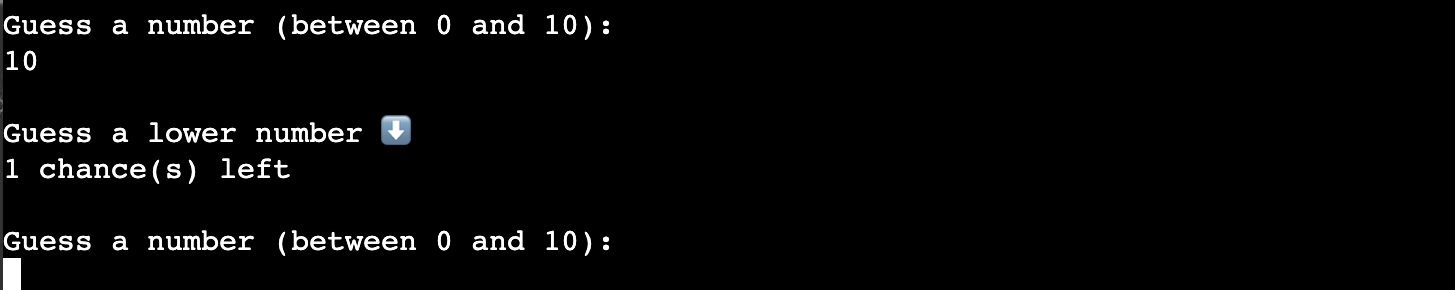 Guess a number (between 0 and 10):
10
Guess a lower number ⬇️
1 chance(s) left
Guess a number (between 0 and 10):